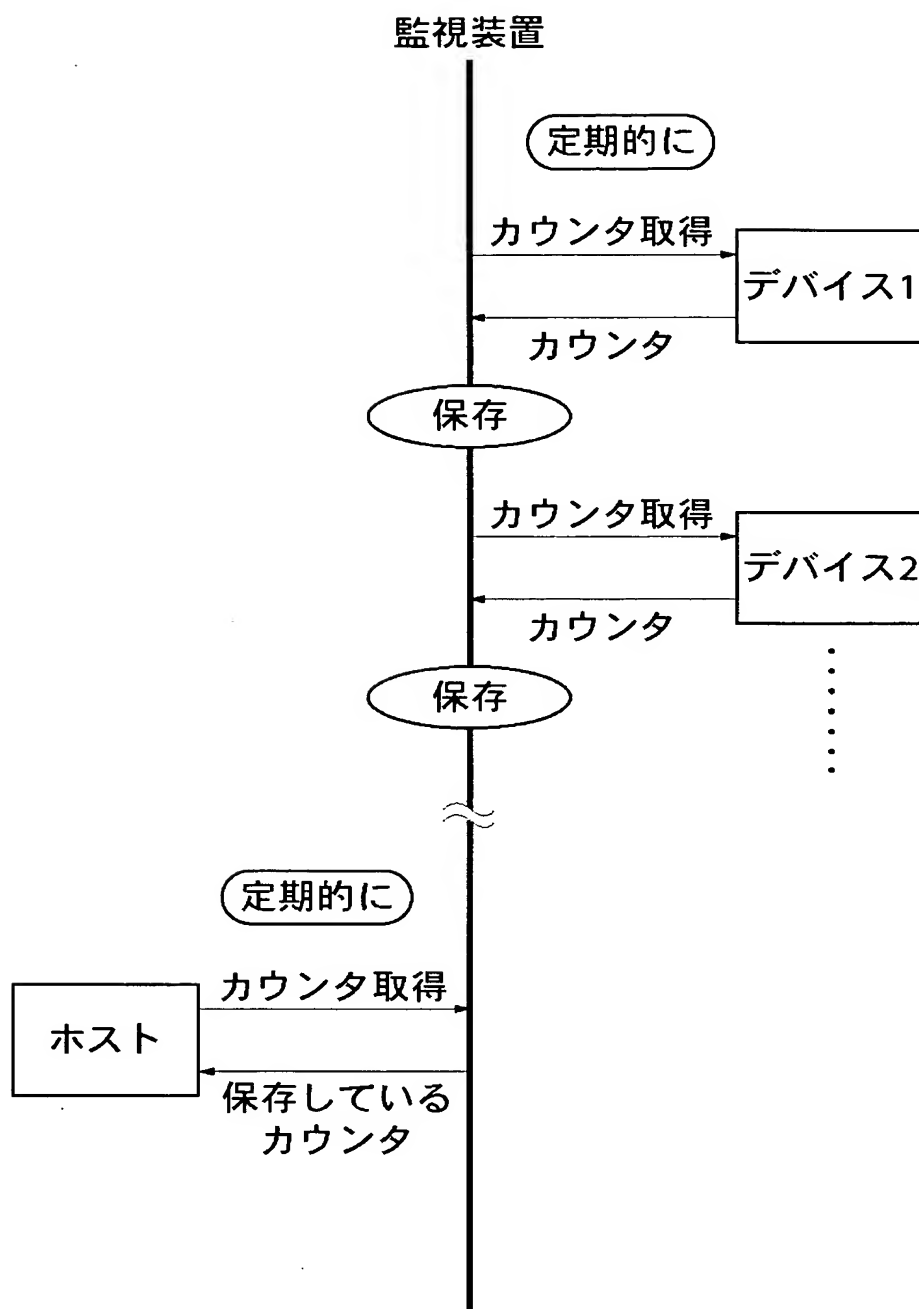 監視装置
定期的に
カウンタ取得
デバイス1
カウンタ
保存
カウンタ取得
デバイス2
カウンタ
保存
定期的に
カウンタ取得
ホスト
保存している
カウンタ